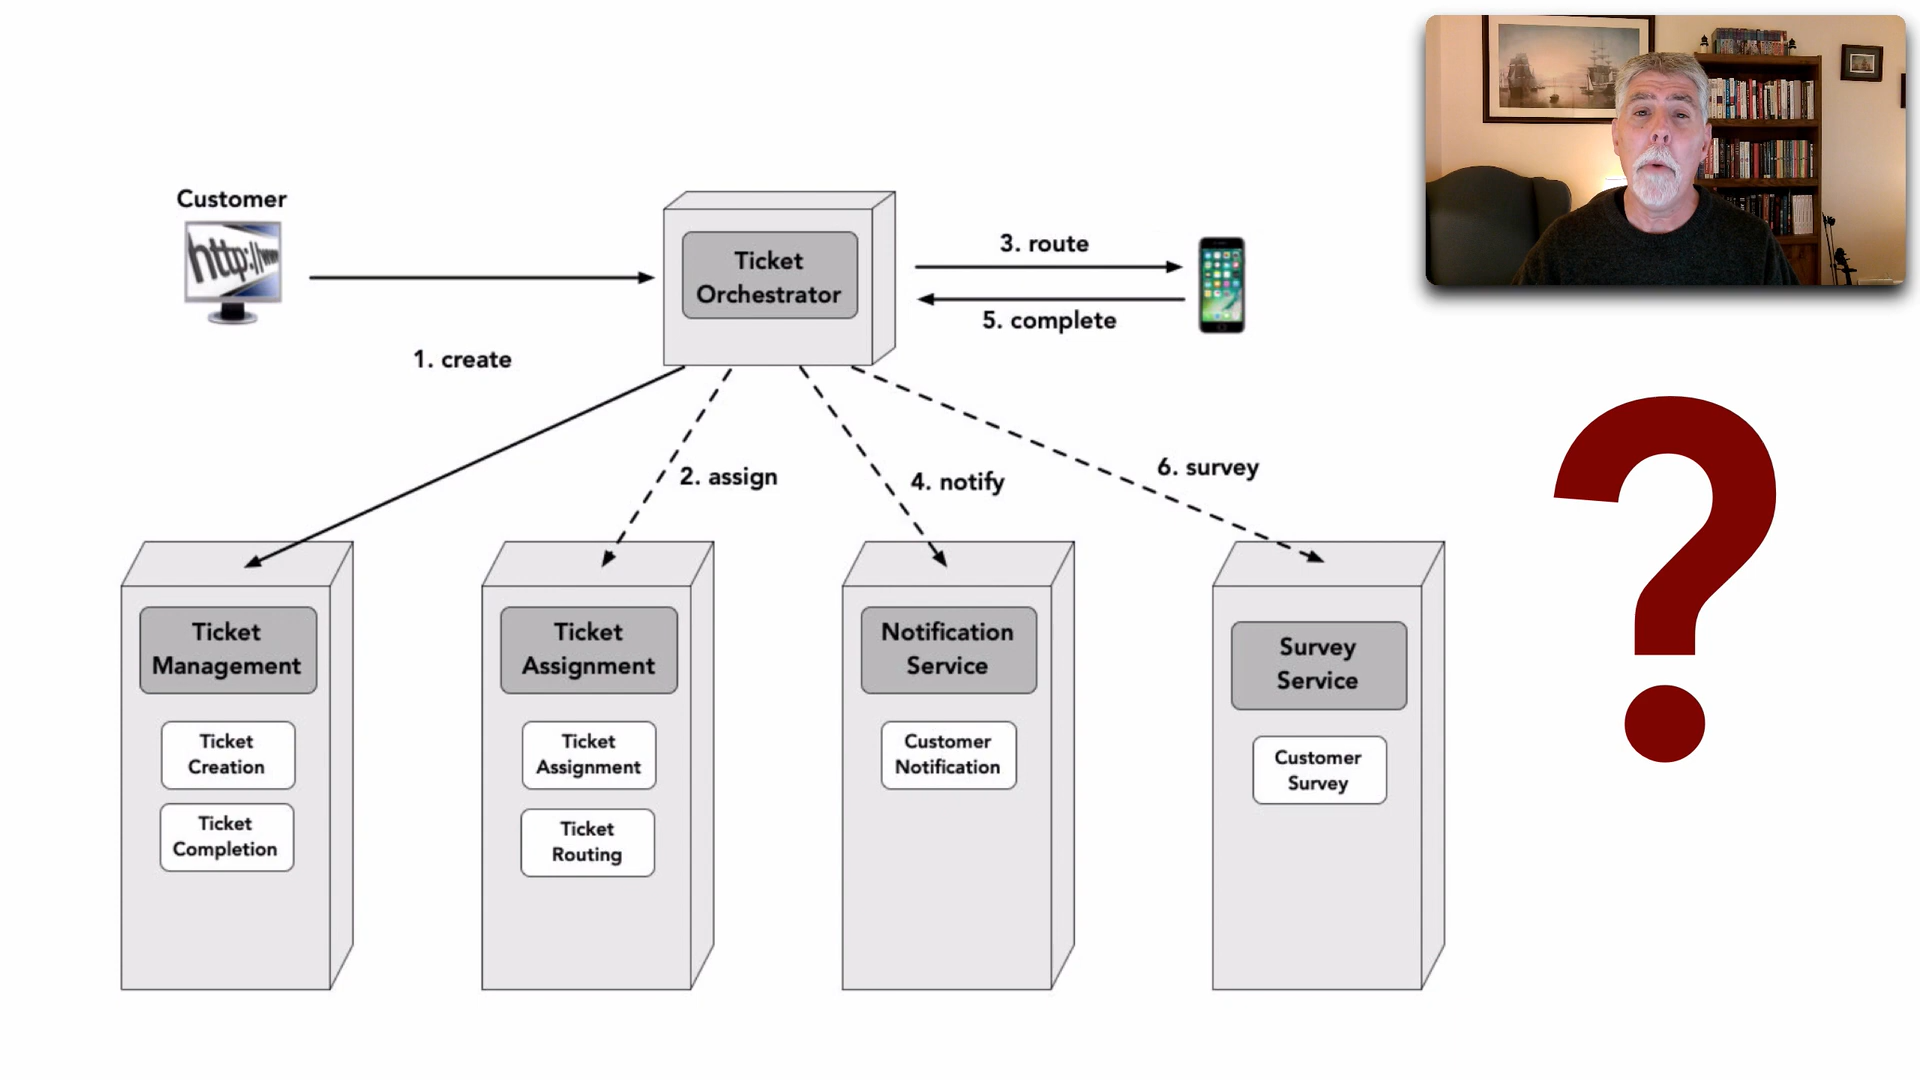 Customer
http://ww
Ticket
Orchestrator
3. route
5. complete
1. create
2. assign
4. notify
6. survey
Ticket
Management
Ticket
Creation
Ticket
Completion
Ticket
Assignment
Ticket
Assignment
Ticket
Routing
Notification
Service
Customer
Notification
Survey
Service
Customer
Survey
?